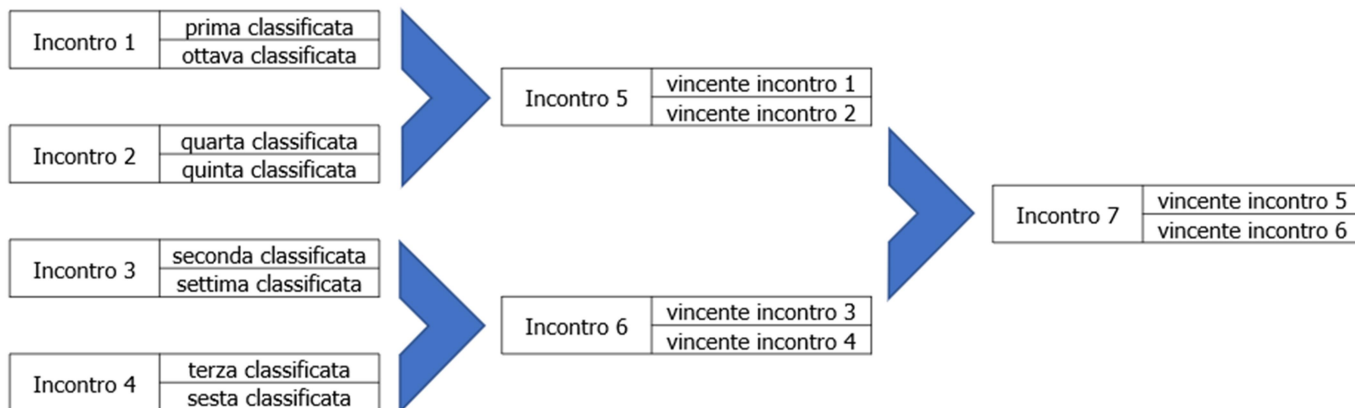 Incontro 1
prima classificata
ottava classificata
Incontro 2
quarta classificata
quinta classificata
Incontro 3
seconda classificata
settima classificata
Incontro 4
terza classificata
sesta classificata
Incontro 5
vincente incontro 1
vincente incontro 2
Incontro 6
vincente incontro 3
vincente incontro 4
Incontro 7
vincente incontro 5
vincente incontro 6